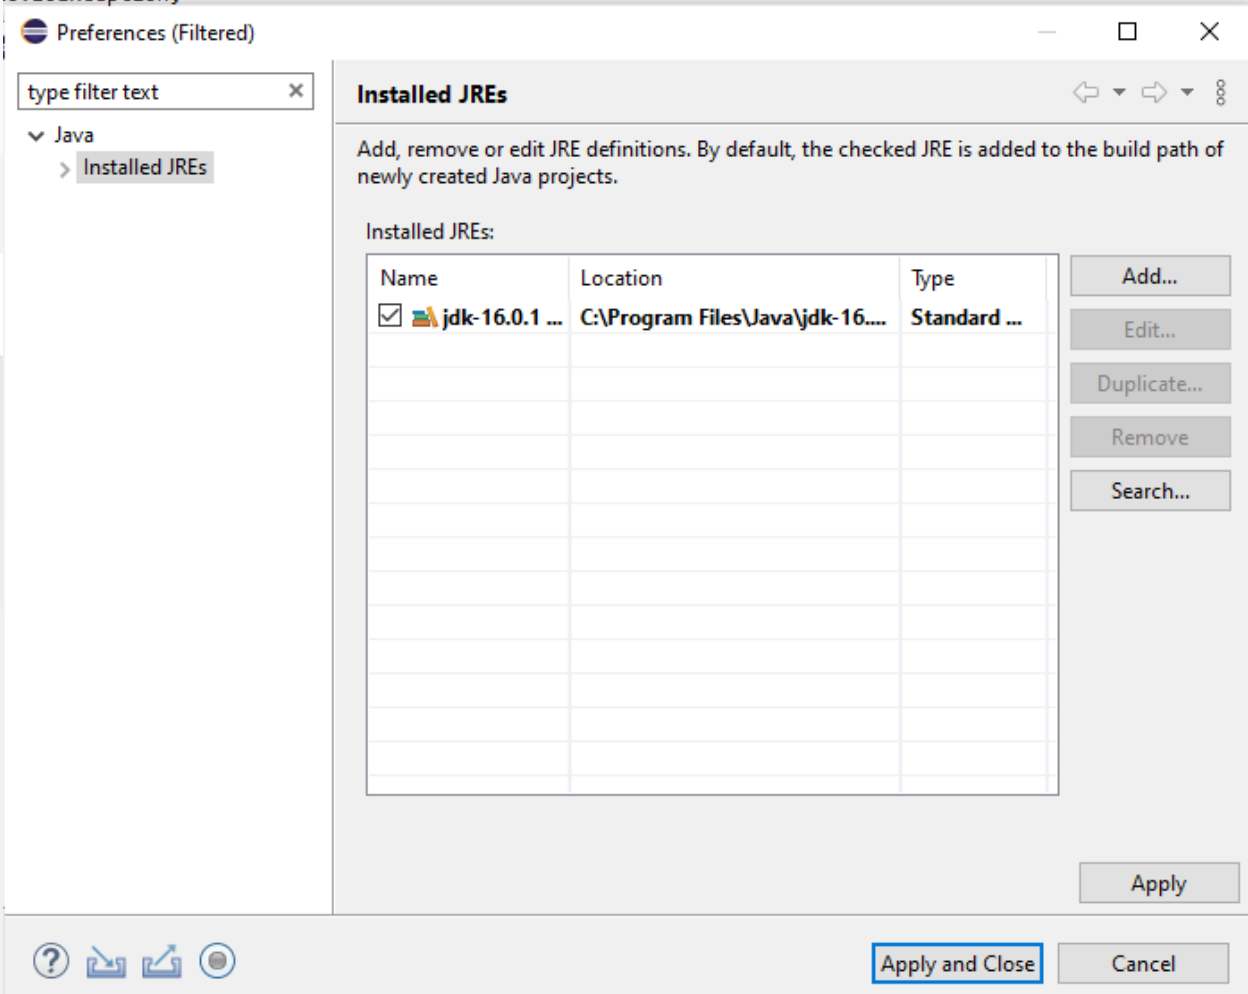 Preferences (Filtered)
type filter text
Java
Installed JREs
Installed JREs
Add, remove or edit JRE definitions. By default, the checked JRE is added to the build path of
newly created Java projects.
Installed JREs:
Name Location Type
jdk-16.0.1 ... C:\Program Files\Java\jdk-16.... Standard ...
Add...
Edit...
Duplicate...
Remove
Search...
Apply
Apply and Close Cancel